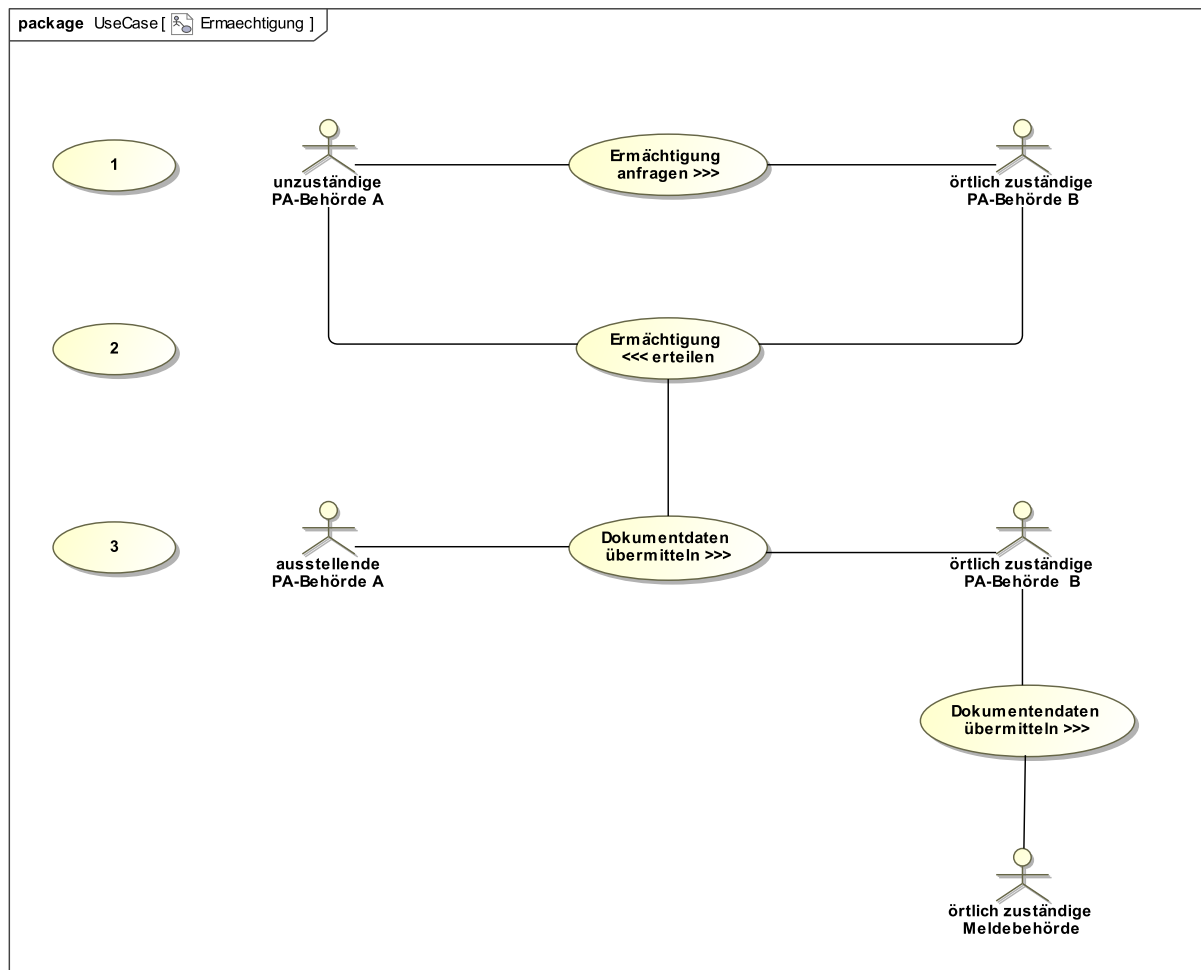 package UseCase [ Ermaechtigung ]
1
unzuständige
PA-Behörde A
Ermächtigung
anfragen >>>
örtlich zuständige
PA-Behörde B
2
Ermächtigung
<<< erteilen
3
ausstellende
PA-Behörde A
Dokumentdaten
übermitteln >>>
örtlich zuständige
PA-Behörde B
Dokumentendaten
übermitteln >>>
örtlich zuständige
Meldebehörde